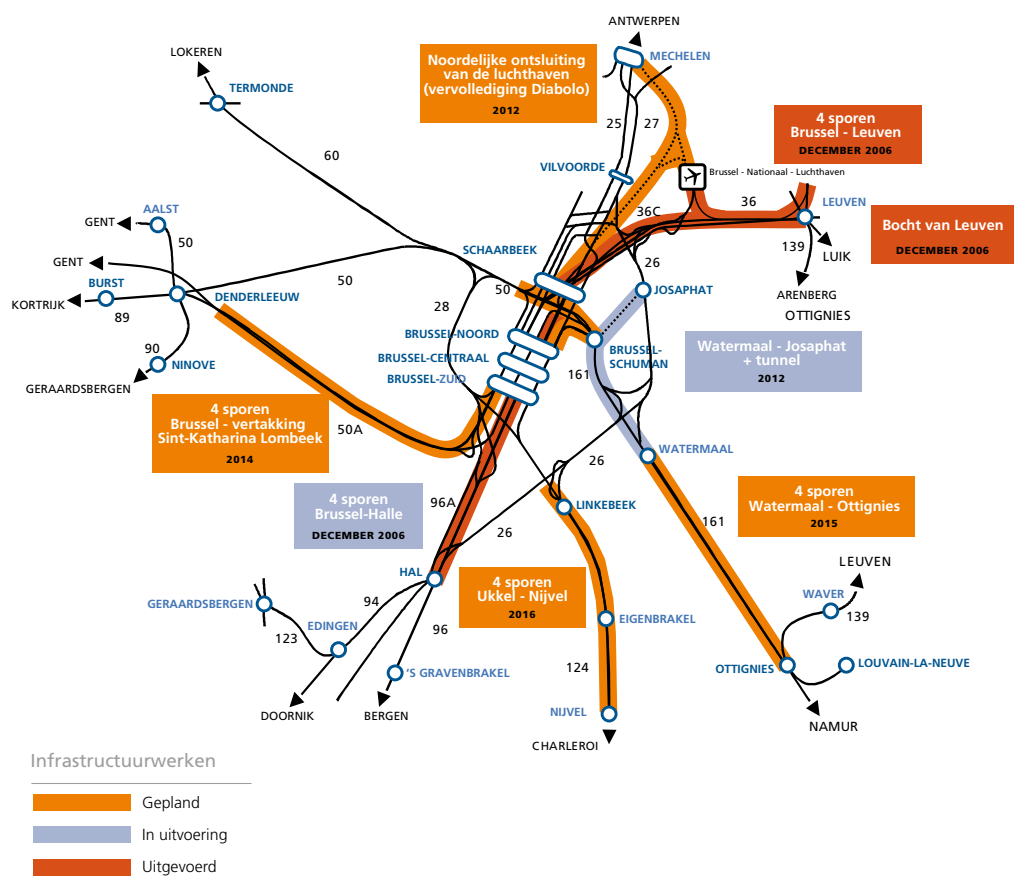 ANTWERPEN
MECHELEN
LOKEREN
TERMONDE
Noordelijke ontsluiting
van de luchthaven
(vervollediging Diabolo)
2012
4 sporen
Brussel - Leuven
DECEMBER 2006
25
27
60
VILVOORDE
Brussel - Nationaal - Luchthaven
36C
36
LEUVEN
Bocht van Leuven
DECEMBER 2006
AALST
GENT
50
GENT
139
LUIK
SCHAARBEEK
26
50
50
28
BURST
KORTRIJK
89
DENDERLEEUW
JOSAPHAT
ARENBERG
OTTIGNIES
90
NINOVE
GERAARDSBERGEN
BRUSSEL-NOORD
BRUSSEL-CENTRAAL
BRUSSEL-ZUID
BRUSSEL-
SCHUMAN
161
Watermaal - Josaphat
+ tunnel
2012
4 sporen
Brussel - vertakking
Sint-Katharina Lombeek
2014
50A
WATERMAAL
26
4 sporen
Brussel-Halle
DECEMBER 2006
96A
26
LINKEBEEK
161
4 sporen
Watermaal - Ottignies
2015
HAL
4 sporen
Ukkel - Nijvel
2016
LEUVEN
WAVER
139
GERAARDSBERGEN
94
EDINGEN
123
96
EIGENBRAKEL
124
‘S GRAVENBRAKEL
OTTIGNIES
LOUVAIN-LA-NEUVE
DOORNIK
BERGEN
NIJVEL
CHARLEROI
NAMUR
Infrastructuurwerken
Gepland
In uitvoering
Uitgevoerd